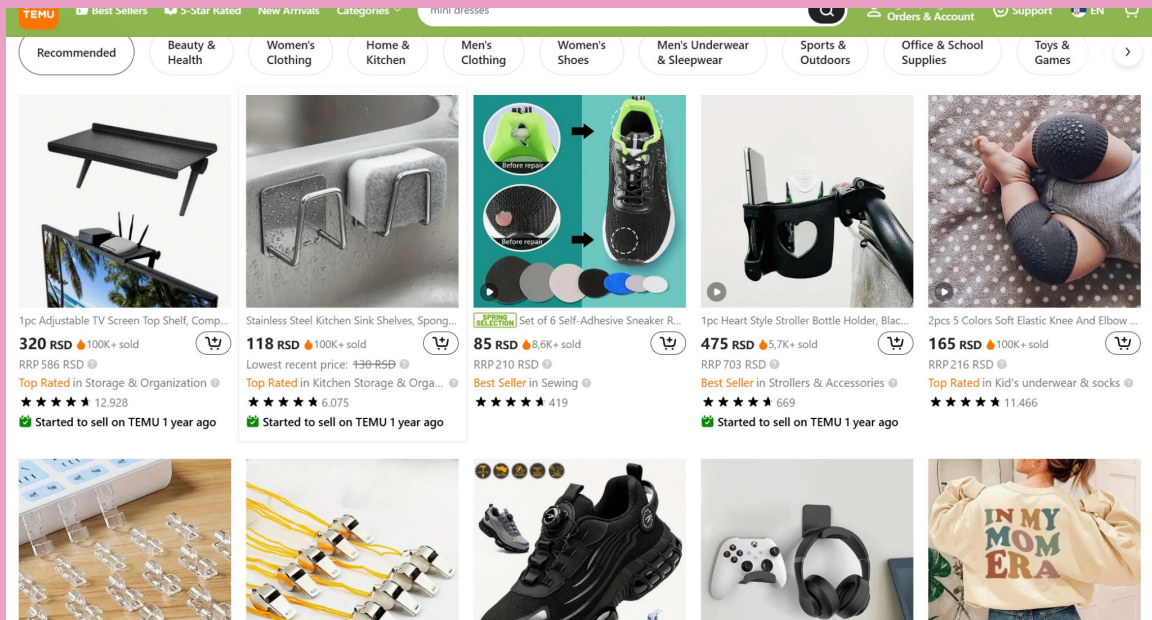 TEMU
Best Sellers
5-Star Rated
New Arrivals
Categories
mini dresses
Orders & Account
Support
EN
Recommended
Beauty &
Health
Women's
Clothing
Home &
Kitchen
Men's
Clothing
Women's
Shoes
Men's Underwear
& Sleepwear
Sports &
Outdoors
Office & School
Supplies
Toys &
Games
Before repair
Before repair
1pc Adjustable TV Screen Top Shelf, Comp...
320 RSD 100K+ sold
RRP 586 RSD
Top Rated in Storage & Organization
12.928
Started to sell on TEMU 1 year ago
Stainless Steel Kitchen Sink Shelves, Spong...
118 RSD 100K+ sold
Lowest recent price: 130 RSD
Top Rated in Kitchen Storage & Orga...
6.075
Started to sell on TEMU 1 year ago
SPRING
SELECTION
Set of 6 Self-Adhesive Sneaker R...
85 RSD 8,6K+ sold
RRP 210 RSD
Best Seller in Sewing
419
1pc Heart Style Stroller Bottle Holder, Blac...
475 RSD 5,7K+ sold
RRP 703 RSD
Best Seller in Strollers & Accessories
669
Started to sell on TEMU 1 year ago
2pcs 5 Colors Soft Elastic Knee And Elbow ...
165 RSD 100K+ sold
RRP 216 RSD
Top Rated in Kid's underwear & socks
11.466
IN MY
MOM
ERA